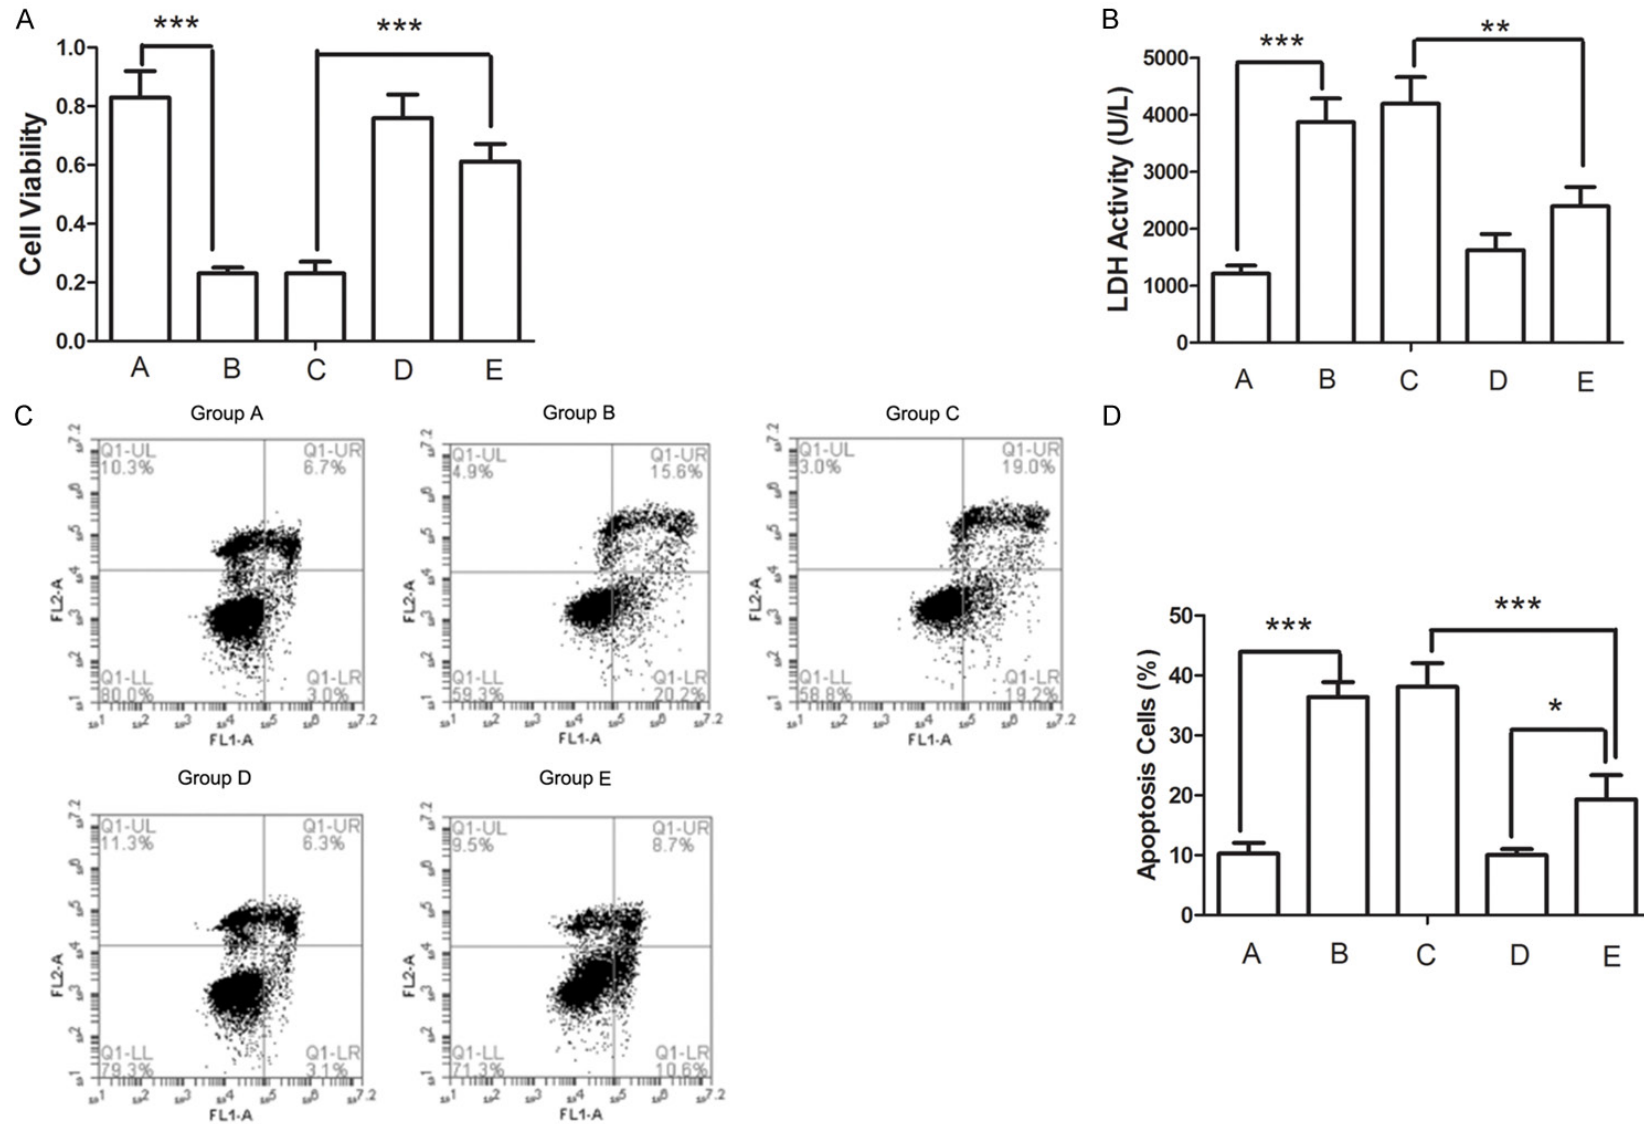 A
***
***
1.0
0.8
0.6
0.4
0.2
0.0
Cell Viability
A B C D E
B
***
**
5000
4000
3000
2000
1000
0
LDH Activity (U/L)
A B C D E
C
Group A
Q1-UL Q1-UR
10.3% 6.7%
Q1-LL Q1-LR
80.0% 3.0%
FL2-A
FL1-A
Group B
Q1-UL Q1-UR
4.9% 15.6%
Q1-LL Q1-LR
59.3% 20.2%
FL2-A
FL1-A
Group C
Q1-UL Q1-UR
3.0% 19.0%
Q1-LL Q1-LR
58.8% 19.2%
FL2-A
FL1-A
Group D
Q1-UL Q1-UR
11.3% 6.3%
Q1-LL Q1-LR
79.3% 3.1%
FL2-A
FL1-A
Group E
Q1-UL Q1-UR
9.5% 8.7%
Q1-LL Q1-LR
71.3% 10.6%
FL2-A
FL1-A
D
***
***
*
50
40
30
20
10
0
Apoptosis Cells (%)
A B C D E